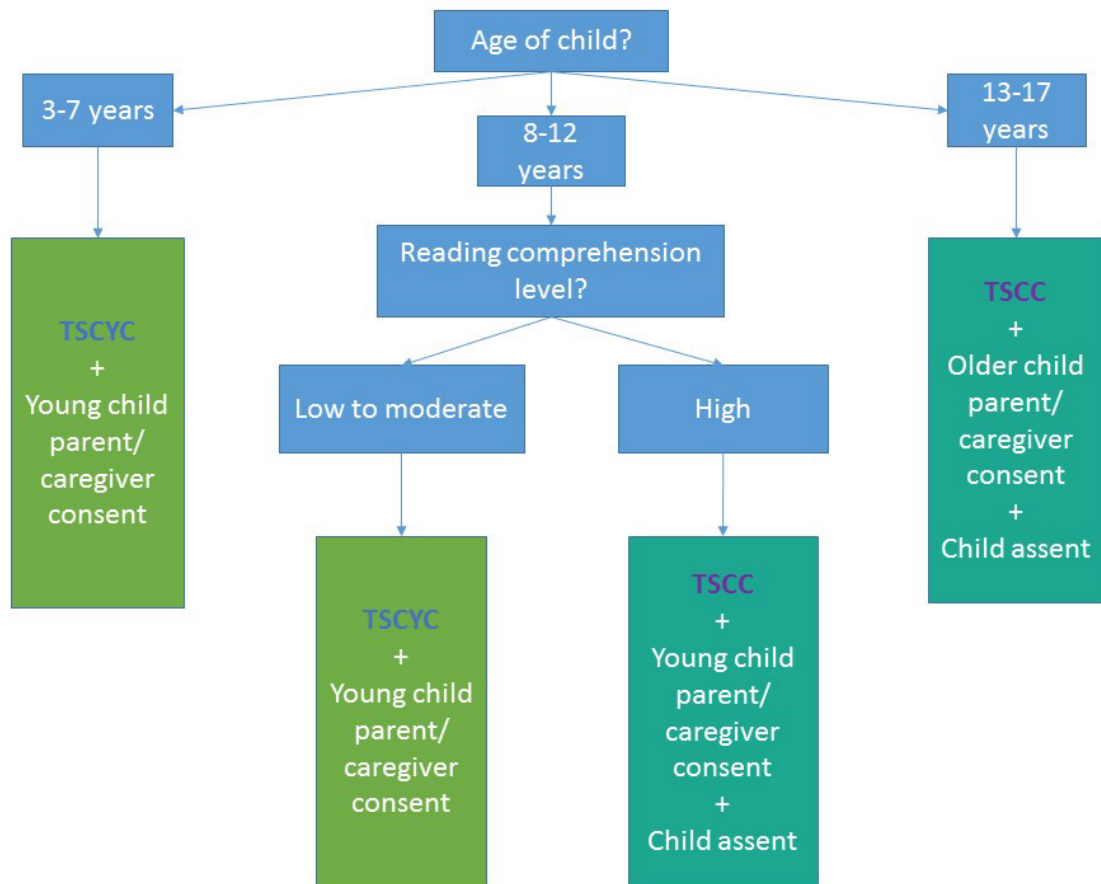 Age of child?
3-7 years
8-12
years
13-17
years
Reading comprehension
level?
Low to moderate
High
TSCYC
+
Young child
parent/
caregiver
consent
TSCYC
+
Young child
parent/
caregiver
consent
TSCC
+
Young child
parent/
caregiver
consent
+
Child assent
TSCC
+
Older child
parent/
caregiver
consent
+
Child assent